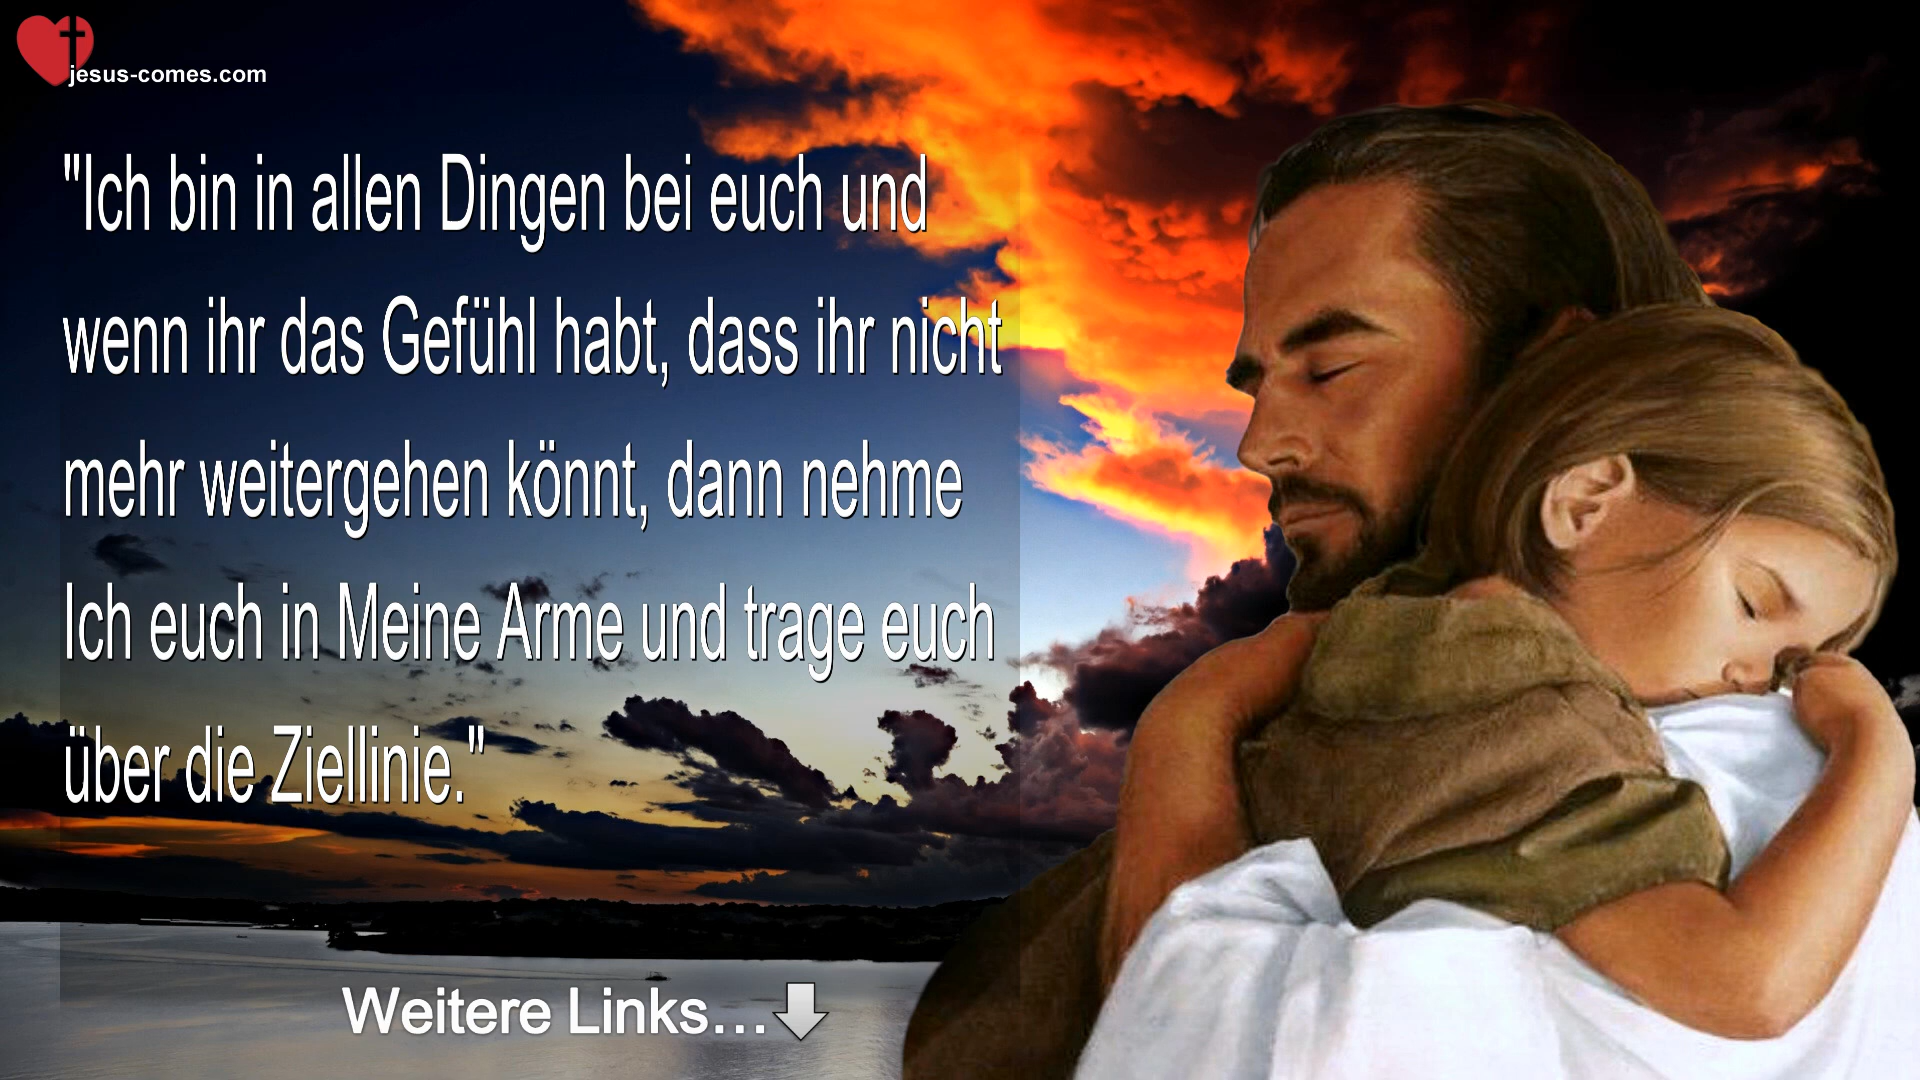 jesus-comes.com
"Ich bin in allen Dingen bei euch und
wenn ihr das Gefühl habt, dass ihr nicht
mehr weitergehen könnt, dann nehme
Ich euch in Meine Arme und trage euch
über die Ziellinie."
Weitere Links...